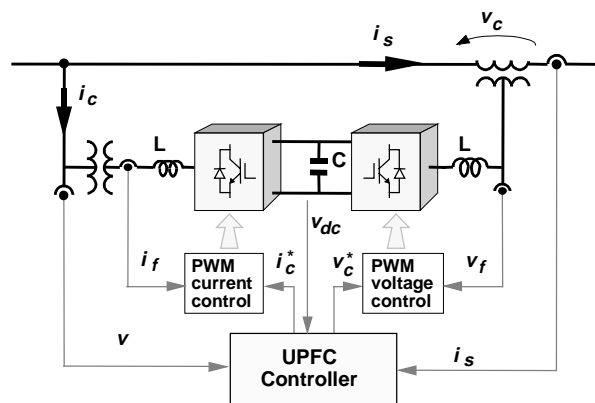 v_c
i_s
i_c
L
C
L
v_dc
i_f
PWM
current
control
i_c^*
v_c^*
PWM
voltage
control
v_f
v
UPFC
Controller
i_s